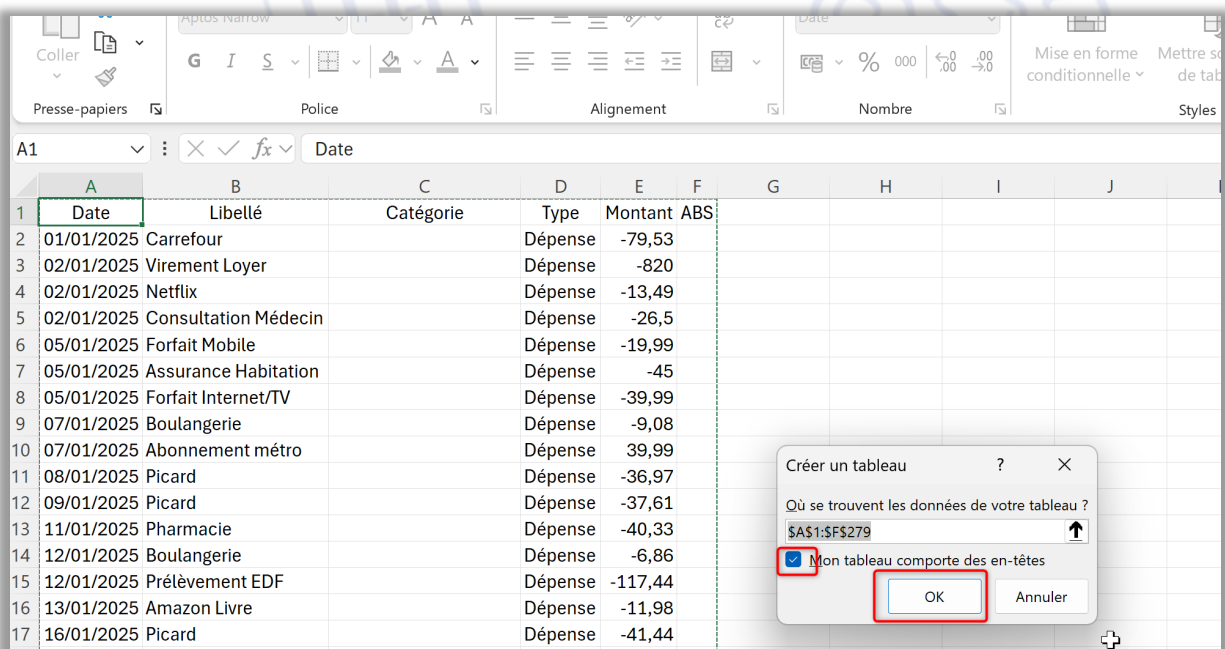 Aptos Narrow 11 A A Date
Coller G I S A % 000 Mise en forme
conditionnelle
Presse-papiers Police Alignement Nombre Styles
A1 fx Date
A B C D E F G H I J
1 Date Libellé Catégorie Type Montant ABS
2 01/01/2025 Carrefour Dépense -79,53
3 02/01/2025 Virement Loyer Dépense -820
4 02/01/2025 Netflix Dépense -13,49
5 02/01/2025 Consultation Médecin Dépense -26,5
6 05/01/2025 Forfait Mobile Dépense -19,99
7 05/01/2025 Assurance Habitation Dépense -45
8 05/01/2025 Forfait Internet/TV Dépense -39,99
9 07/01/2025 Boulangerie Dépense -9,08
10 07/01/2025 Abonnement métro Dépense 39,99
11 08/01/2025 Picard Dépense -36,97
12 09/01/2025 Picard Dépense -37,61
13 11/01/2025 Pharmacie Dépense -40,33
14 12/01/2025 Boulangerie Dépense -6,86
15 12/01/2025 Prélèvement EDF Dépense -117,44
16 13/01/2025 Amazon Livre Dépense -11,98
17 16/01/2025 Picard Dépense -41,44
Créer un tableau ?
Où se trouvent les données de votre tableau ?
$A$1:$F$279
Mon tableau comporte des en-têtes
OK Annuler